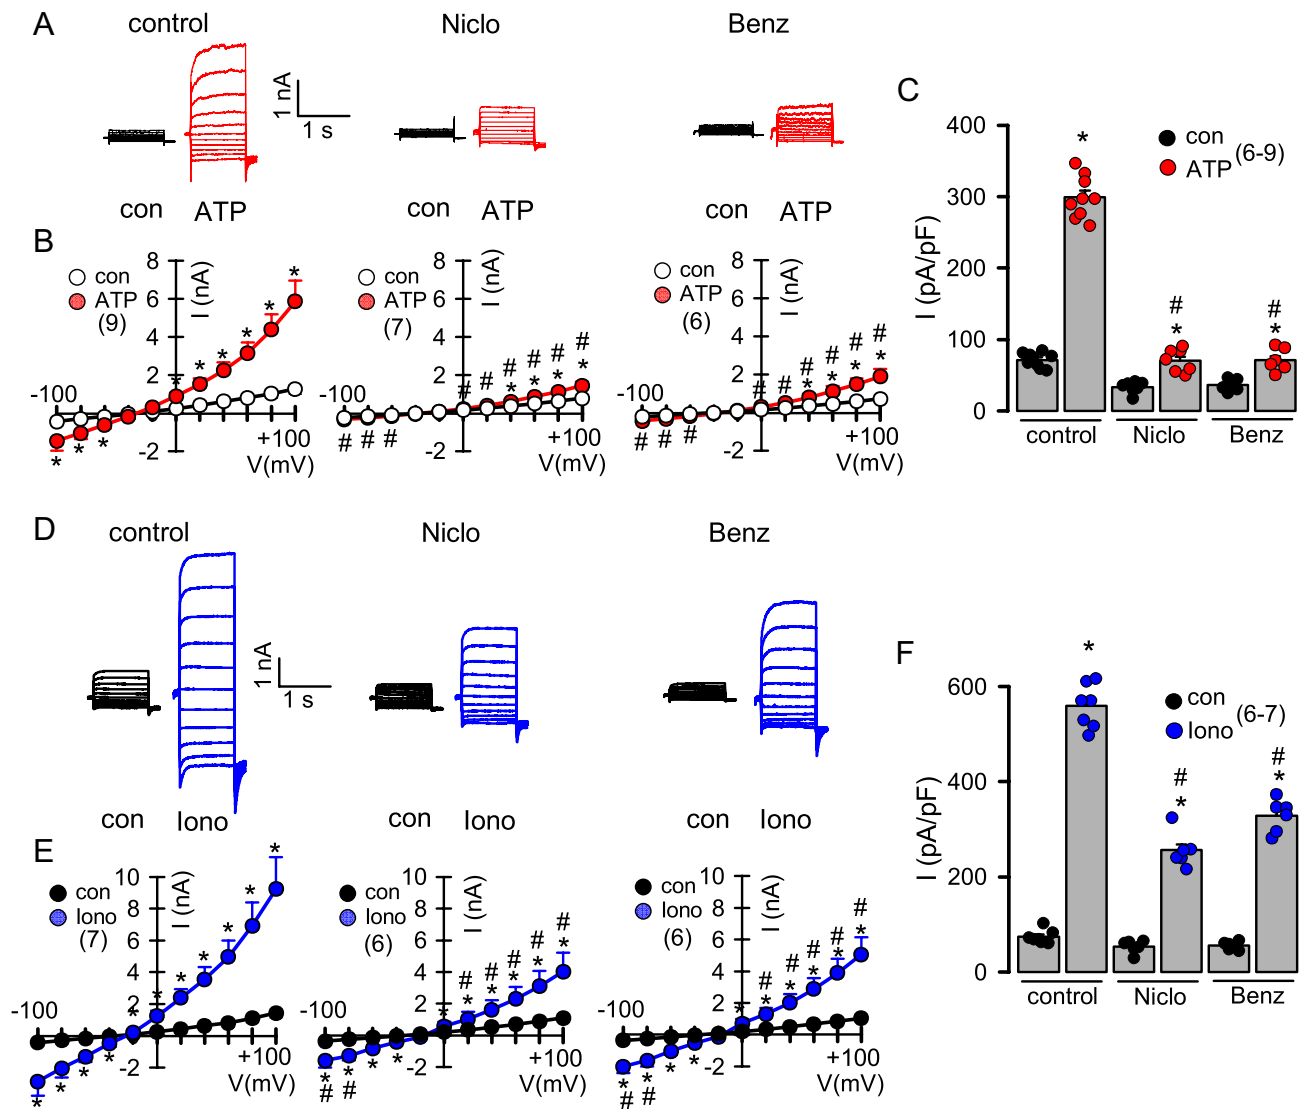 A
control
Niclo
Benz
1 nA
1 s
con ATP
con ATP
con ATP
B
con
ATP
(9)
8
6
4
2
-2
I (nA)
-100
+100
V(mV)
* * * * * * * * *
con
ATP
(7)
8
6
4
2
-2
I (nA)
-100
+100
V(mV)
# # # # # #
* * * *
# # #
con
ATP
(6)
8
6
4
2
-2
I (nA)
-100
+100
V(mV)
# # # # # #
* * * *
# # #
C
400
300
200
100
0
I (pA/pF)
con
ATP
(6-9)
*
#
*
#
*
control
Niclo
Benz
D
control
Niclo
Benz
1 nA
1 s
con Iono
con Iono
con Iono
E
con
Iono
(7)
10
8
6
4
2
-2
I (nA)
-100
+100
V(mV)
* * * * * * * * * *
con
Iono
(6)
10
8
6
4
2
-2
I (nA)
-100
+100
V(mV)
# # # # #
* * * * *
* * * *
# #
con
Iono
(6)
10
8
6
4
2
-2
I (nA)
-100
+100
V(mV)
# # # # #
* * * * *
* * * *
# #
F
600
400
200
0
I (pA/pF)
con
Iono
(6-7)
*
#
*
#
*
control
Niclo
Benz